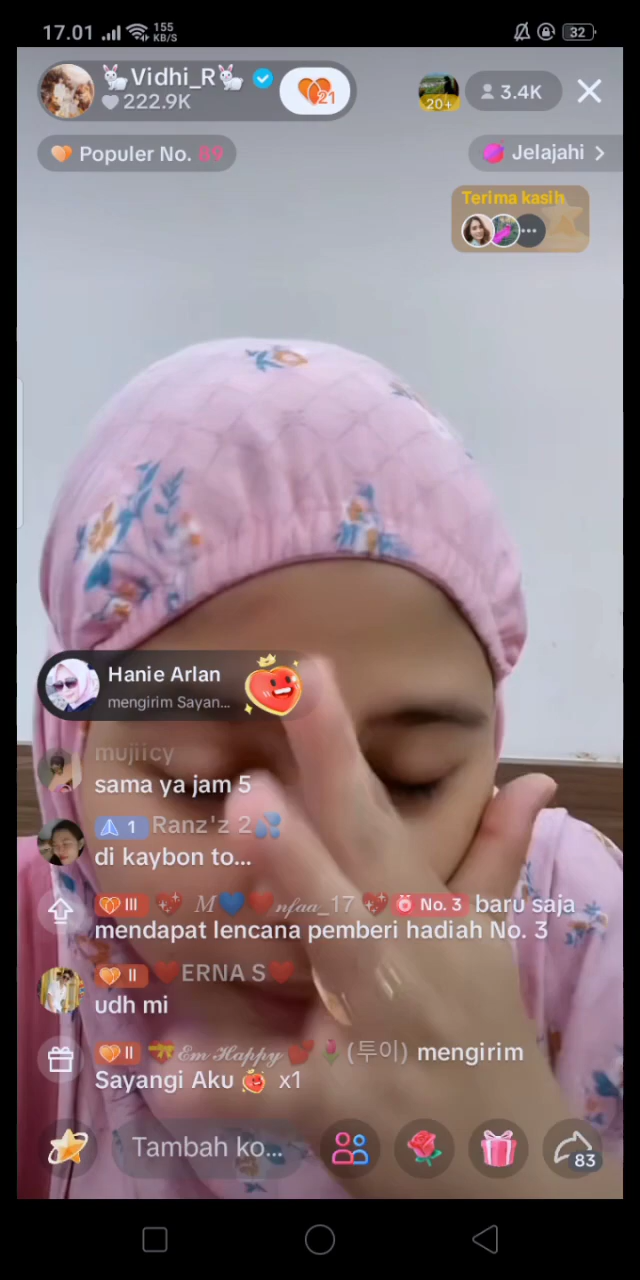 17.01
155
KB/S
32
🐇Vidhi_R🐇
222.9K
21
20+
3.4K
Populer No. 89
Jelajahi
Terima kasih
Hanie Arlan
mengirim Sayan...
mujiicy
sama ya jam 5
1 Ranz'z 2💦
di kaybon to...
III 💖 𝑀💙❤️𝓃𝒻𝒶𝒶_17 💖 No. 3 baru saja
mendapat lencana pemberi hadiah No. 3
II ❤️ERNA S❤️
udh mi
II 🔫𝓔𝓶 𝓗𝓪𝓹𝓹𝔂 💕🌷(투이) mengirim
Sayangi Aku x1
Tambah ko...
83